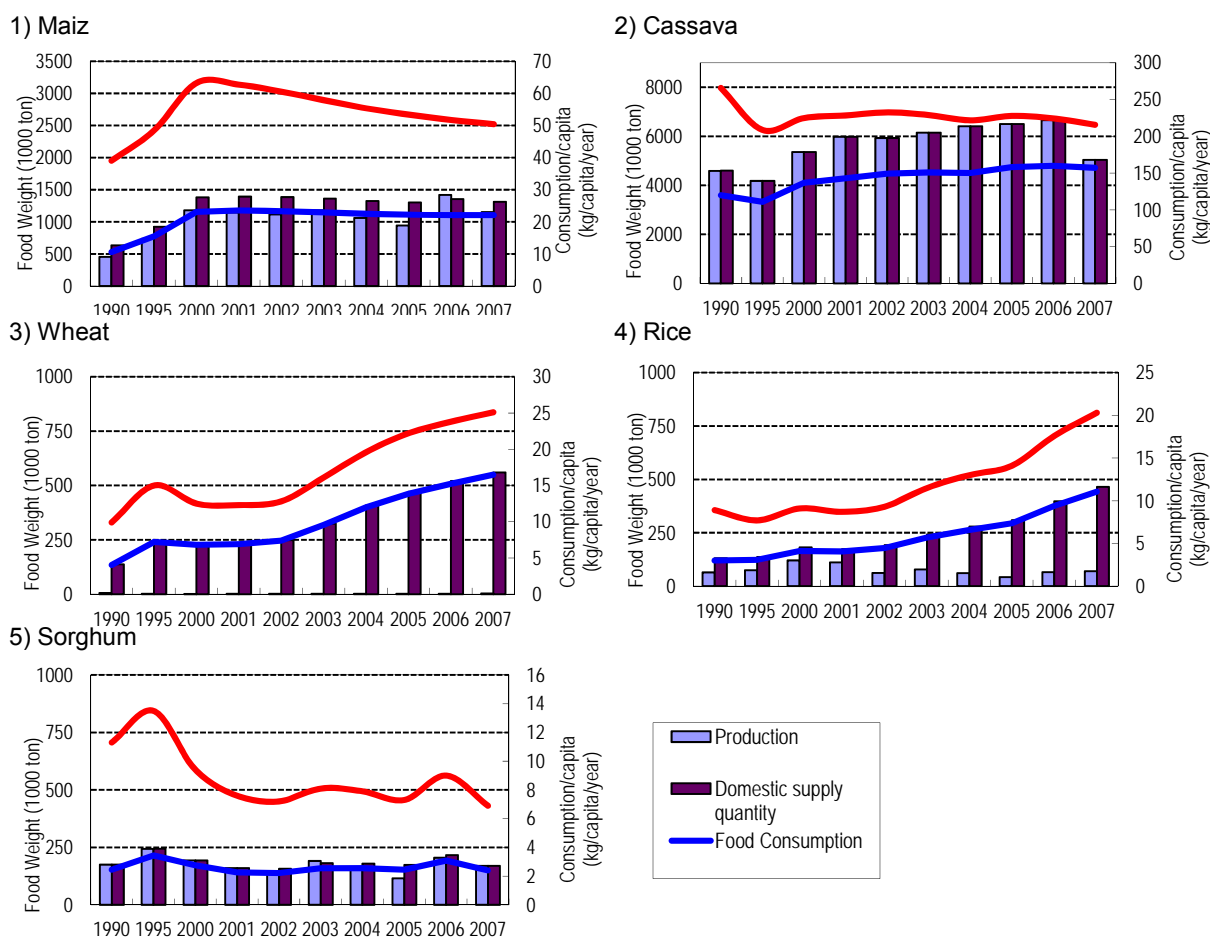 1) Maiz
3500
3000
2500
2000
1500
1000
500
0
Food Weight (1000 ton)
70
60
50
40
30
20
10
0
Consumption/capita
(kg/capita/year)
1990 1995 2000 2001 2002 2003 2004 2005 2006 2007
2) Cassava
8000
6000
4000
2000
0
Food Weight (1000 ton)
300
250
200
150
100
50
0
Consumption/capita
(kg/capita/year)
1990 1995 2000 2001 2002 2003 2004 2005 2006 2007
3) Wheat
1000
750
500
250
0
Food Weight (1000 ton)
30
25
20
15
10
5
0
Consumption/capita
(kg/capita/year)
1990 1995 2000 2001 2002 2003 2004 2005 2006 2007
4) Rice
1000
750
500
250
0
Food Weight (1000 ton)
25
20
15
10
5
0
Consumption/capita
(kg/capita/year)
1990 1995 2000 2001 2002 2003 2004 2005 2006 2007
5) Sorghum
1000
750
500
250
0
Food Weight (1000 ton)
16
14
12
10
8
6
4
2
0
Consumption/capita
(kg/capita/year)
1990 1995 2000 2001 2002 2003 2004 2005 2006 2007
Production
Domestic supply
quantity
Food Consumption